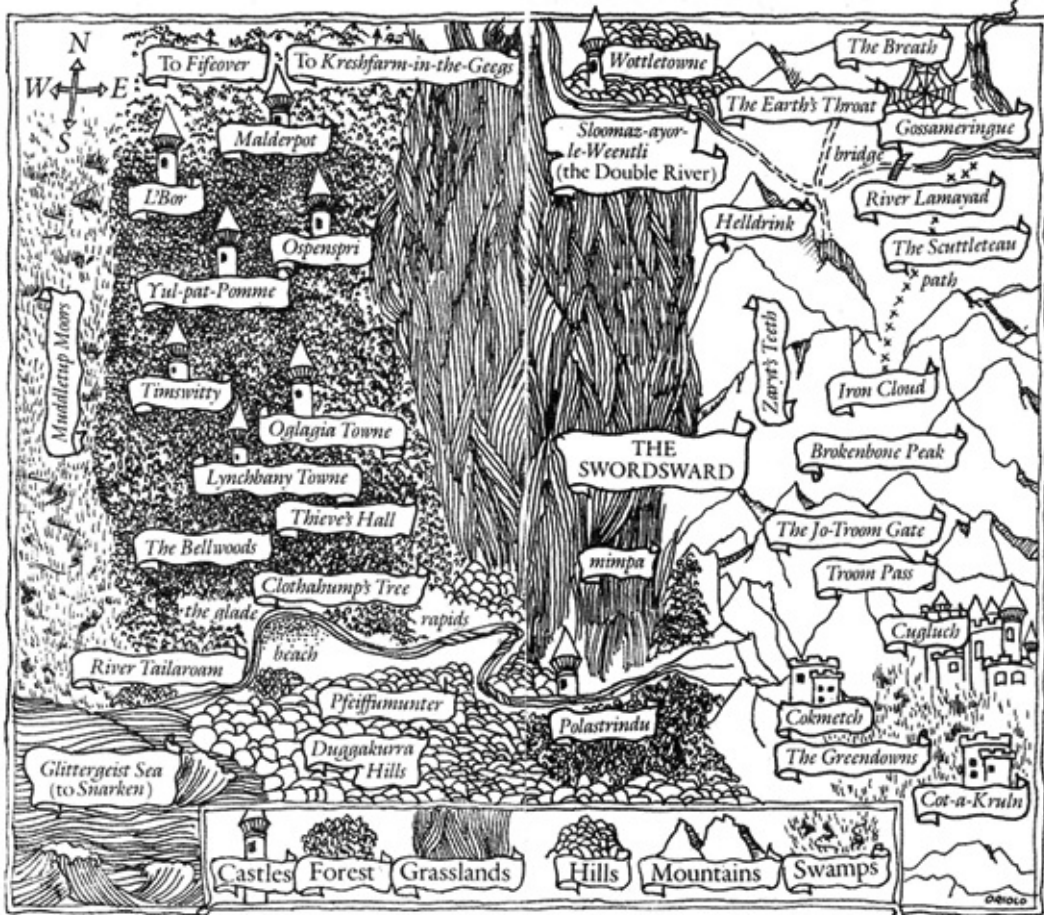 N
W E
S
To Fifeover
To Kreshfarm-in-the-Geegs
Malderpot
L'Bor
Ospenspri
Yul-pat-Pomme
Muddletup Moors
Timswitty
Oglagia Towne
Lynchbany Towne
Thieve's Hall
The Bellwoods
Clothahump's Tree
the glade
rapids
beach
River Tailaroam
Pfeiffumunter
Duggakurra
Hills
Glittergeist Sea
(to Snarken)
Wottletowne
The Breath
The Earth's Throat
Gossameringue
Sloomaz-ayor-
le-Weentli
(the Double River)
bridge
River Lamayad
Helldrink
The Scuttleteau
path
Zaryt's Teeth
Iron Cloud
THE
SWORDSWARD
Brokenbone Peak
The Jo-Troom Gate
mimpa
Troom Pass
Cugluch
Polastrindu
Cokmetch
The Greendowns
Cot-a-Kruln
Castles
Forest
Grasslands
Hills
Mountains
Swamps
ORIOLO